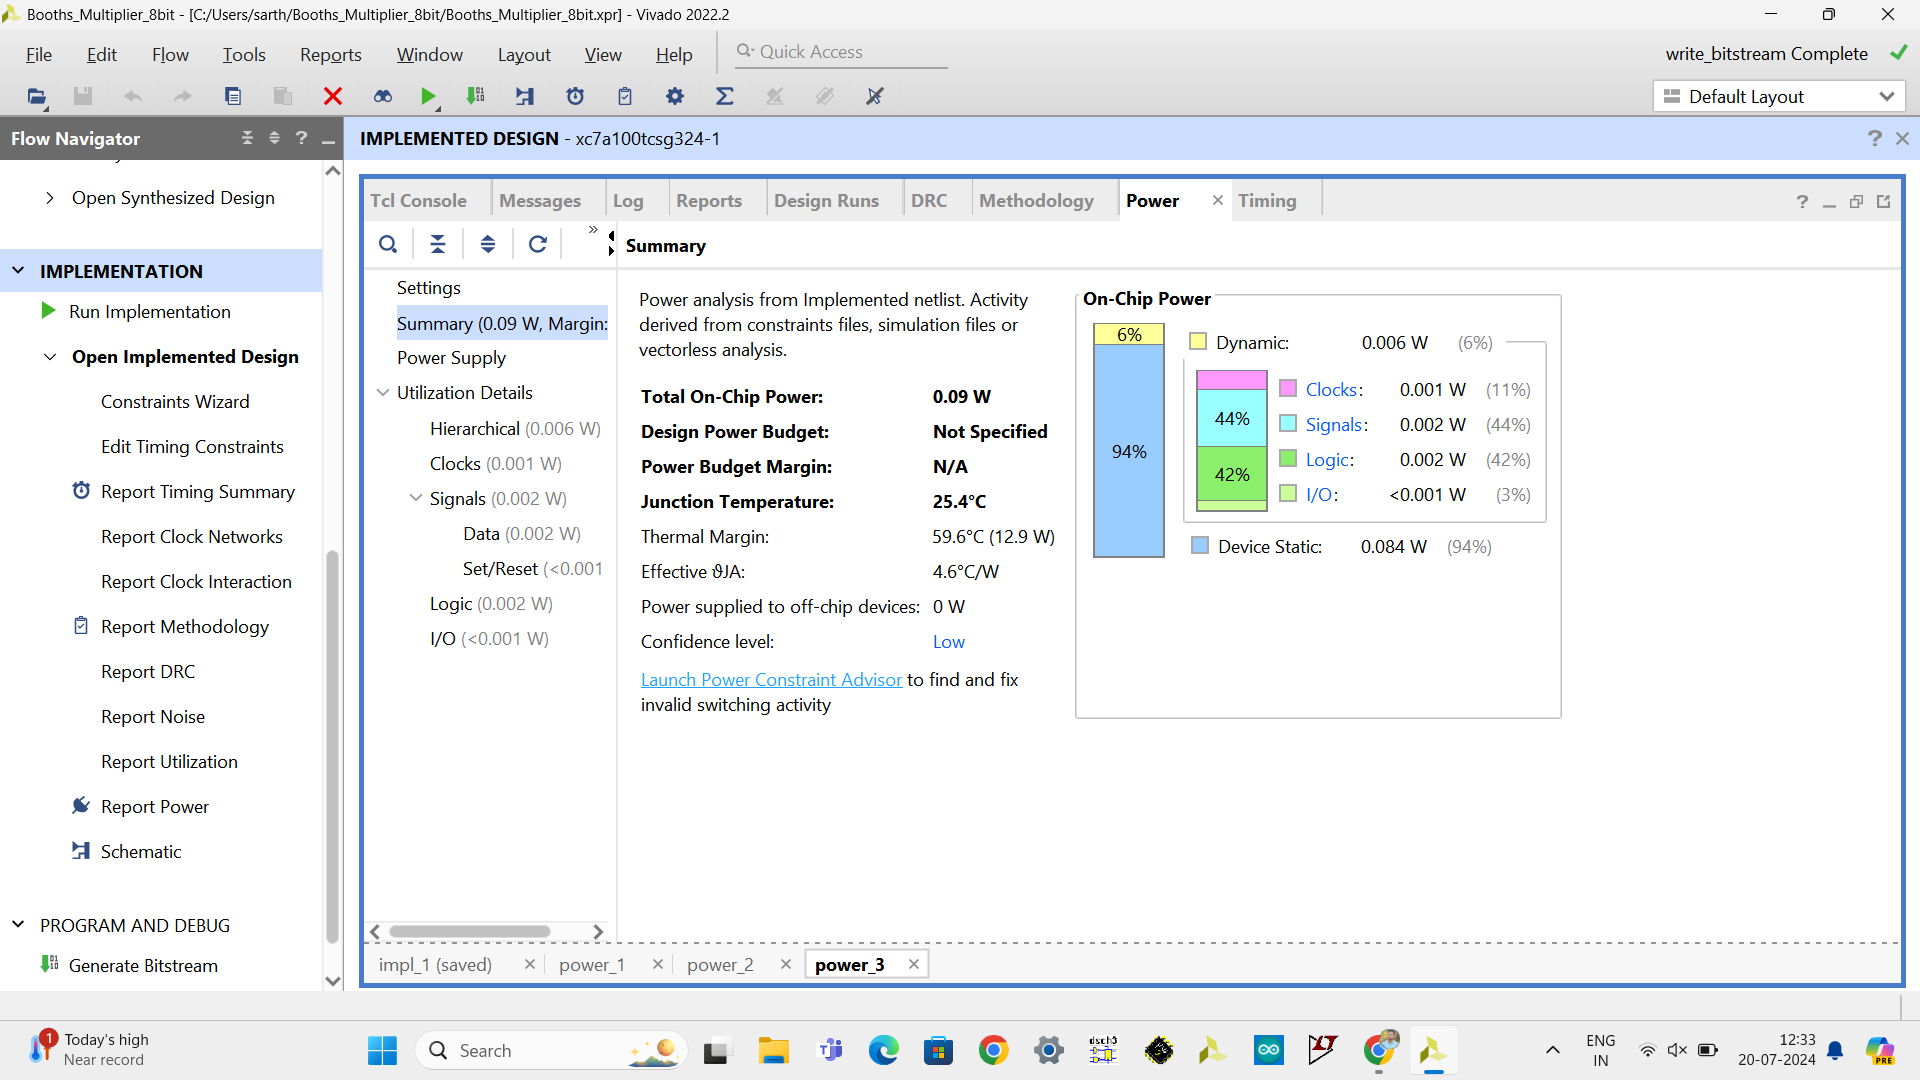 Booths_Multiplier_8bit - [C:/Users/sarth/Booths_Multiplier_8bit/Booths_Multiplier_8bit.xpr] - Vivado 2022.2
File Edit Flow Tools Reports Window Layout View Help
Quick Access
write_bitstream Complete
Default Layout
Flow Navigator
IMPLEMENTED DESIGN - xc7a100tcsg324-1
Open Synthesized Design
IMPLEMENTATION
Run Implementation
Open Implemented Design
Constraints Wizard
Edit Timing Constraints
Report Timing Summary
Report Clock Networks
Report Clock Interaction
Report Methodology
Report DRC
Report Noise
Report Utilization
Report Power
Schematic
PROGRAM AND DEBUG
Generate Bitstream
Tcl Console Messages Log Reports Design Runs DRC Methodology Power Timing
Summary
Settings
Summary (0.09 W, Margin:
Power Supply
Utilization Details
Hierarchical (0.006 W)
Clocks (0.001 W)
Signals (0.002 W)
Data (0.002 W)
Set/Reset (<0.001
Logic (0.002 W)
I/O (<0.001 W)
Power analysis from Implemented netlist. Activity
derived from constraints files, simulation files or
vectorless analysis.
Total On-Chip Power: 0.09 W
Design Power Budget: Not Specified
Power Budget Margin: N/A
Junction Temperature: 25.4°C
Thermal Margin: 59.6°C (12.9 W)
Effective ϑJA: 4.6°C/W
Power supplied to off-chip devices: 0 W
Confidence level: Low
Launch Power Constraint Advisor to find and fix
invalid switching activity
On-Chip Power
6%
94%
Dynamic: 0.006 W (6%)
44%
42%
Clocks: 0.001 W (11%)
Signals: 0.002 W (44%)
Logic: 0.002 W (42%)
I/O: <0.001 W (3%)
Device Static: 0.084 W (94%)
impl_1 (saved) power_1 power_2 power_3
1
Today's high
Near record
Search
dsch3
ENG
IN
12:33
20-07-2024
PRE